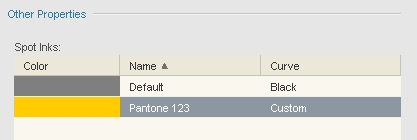 Other Properties
Spot Inks:
Color Name Curve
Default Black
Pantone 123 Custom